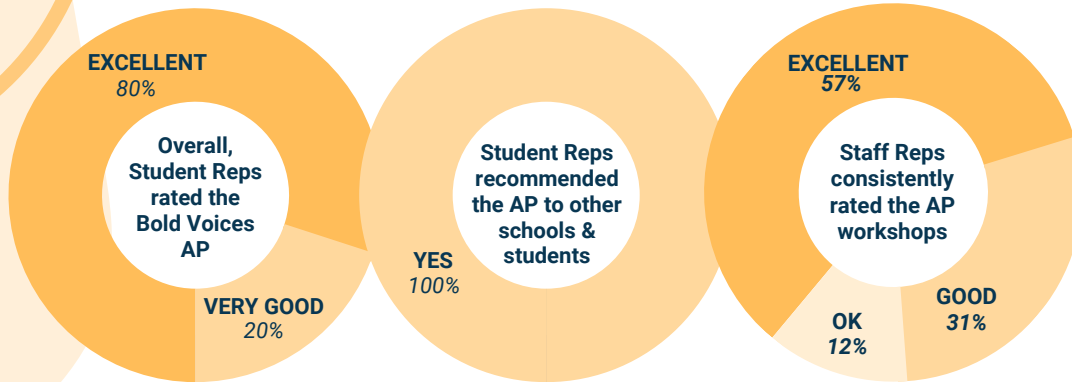 EXCELLENT
80%
Overall,
Student Reps
rated the
Bold Voices
AP
VERY GOOD
20%
Student Reps
recommended
the AP to other
schools &
students
YES
100%
EXCELLENT
57%
Staff Reps
consistently
rated the AP
workshops
GOOD
31%
OK
12%